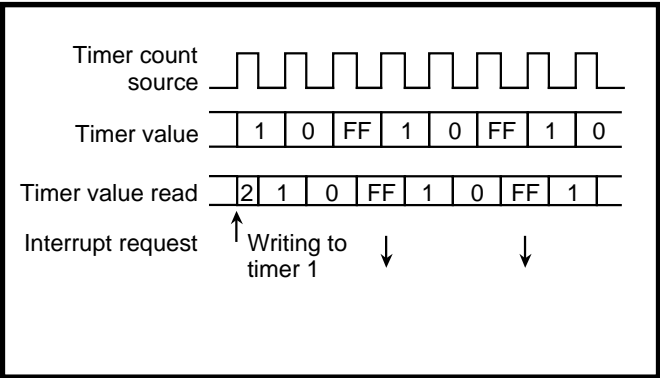 Timer count
source
Timer value 1 0 FF 1 0 FF 1 0
Timer value read 2 1 0 FF 1 0 FF 1
Interrupt request Writing to
timer 1